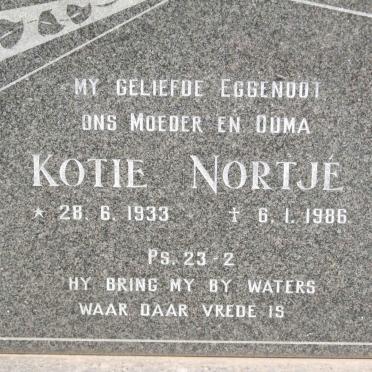 MY GELIEFDE EGGENOOT
ONS MOEDER EN OUMA
KOTIE NORTJÉ
* 28. 6. 1933 - † 6. 1. 1986
PS. 23 - 2
HY BRING MY BY WATERS
WAAR DAAR VREDE IS